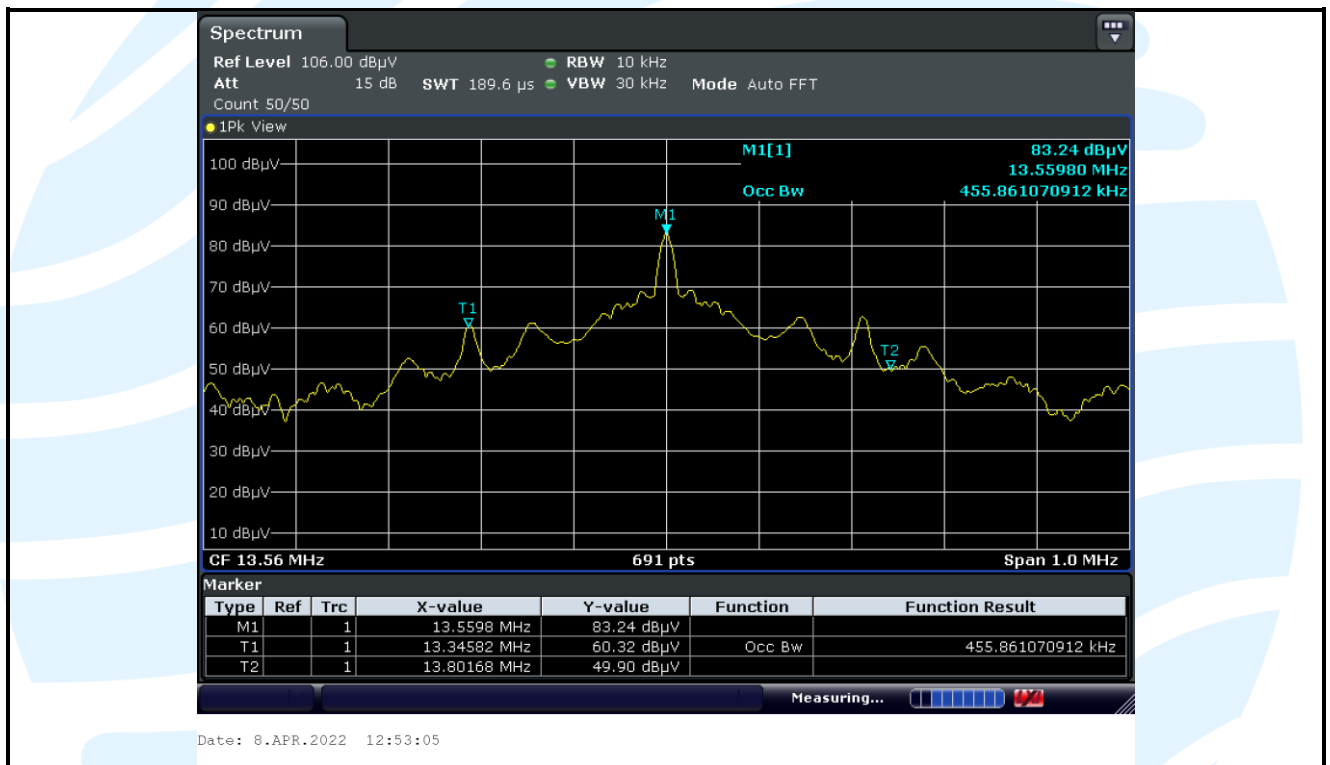 Spectrum
Ref Level 106.00 dBµV RBW 10 kHz
Att 15 dB SWT 189.6 µs VBW 30 kHz Mode Auto FFT
Count 50/50
1Pk View
M1[1] 83.24 dBµV
13.55980 MHz
Occ Bw 455.861070912 kHz
100 dBµV
90 dBµV
M1
80 dBµV
70 dBµV
T1
60 dBµV
T2
50 dBµV
40 dBµV
30 dBµV
20 dBµV
10 dBµV
CF 13.56 MHz 691 pts Span 1.0 MHz
Marker
Type Ref Trc X-value Y-value Function Function Result
M1 1 13.5598 MHz 83.24 dBµV
T1 1 13.34582 MHz 60.32 dBµV Occ Bw 455.861070912 kHz
T2 1 13.80168 MHz 49.90 dBµV
Measuring...
Date: 8.APR.2022 12:53:05